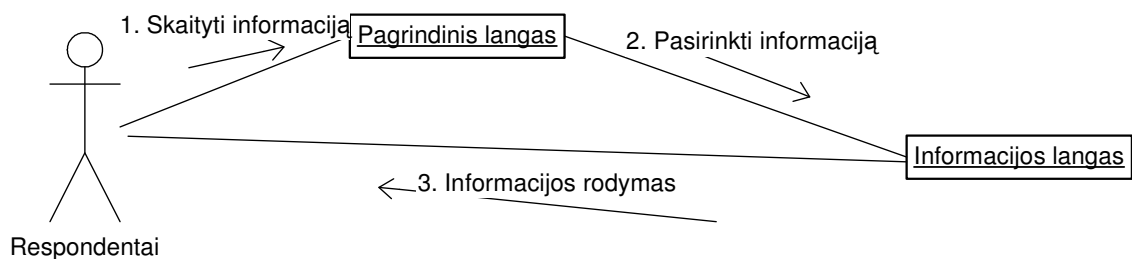 1. Skaityti informaciją
Pagrindinis langas
2. Pasirinkti informaciją
Informacijos langas
3. Informacijos rodymas
Respondentai